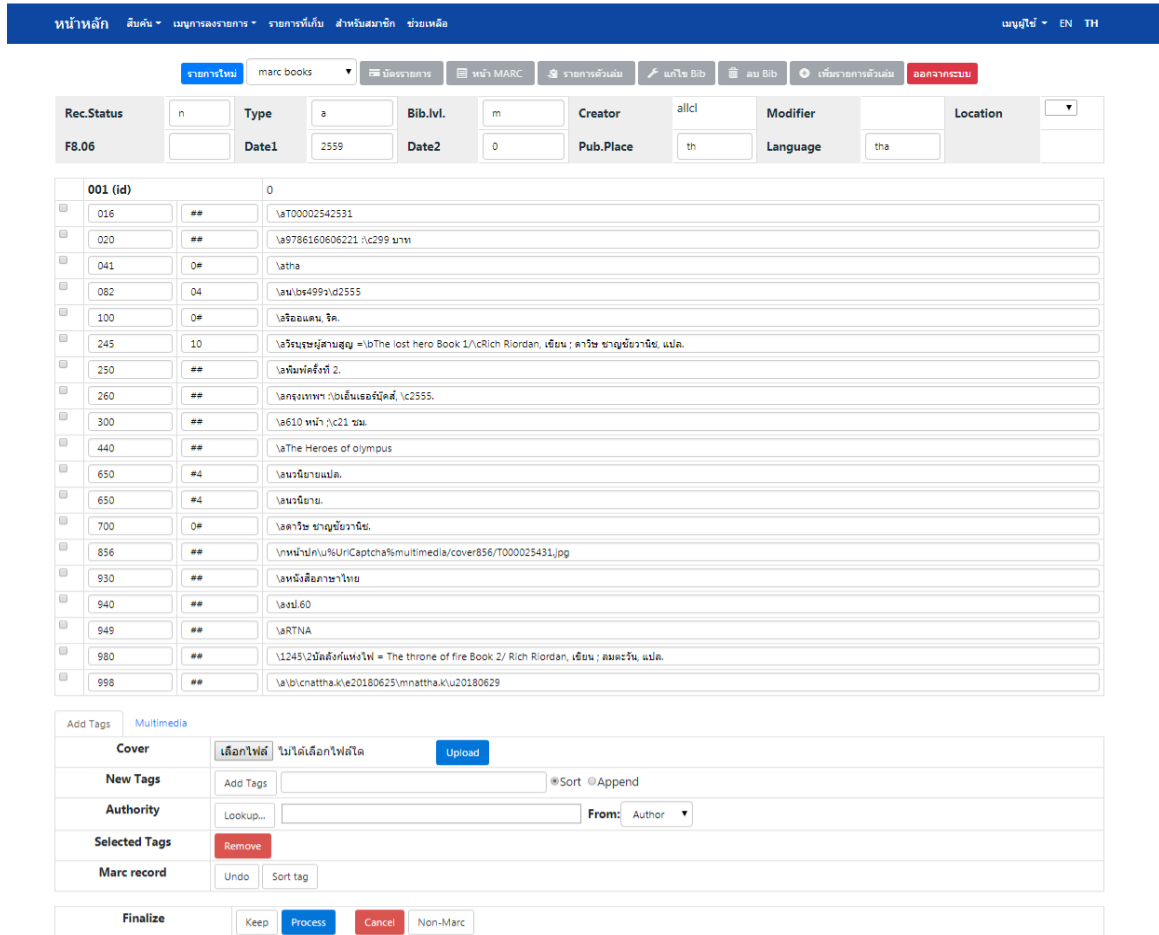 หน้าหลัก สืบค้น เมนูการลงรายการ รายการที่เก็บ สำหรับสมาชิก ช่วยเหลือ เมนูผู้ใช้ EN TH
รายการใหม่ marc books บัตรรายการ หน้า MARC รายการตัวเล่ม แก้ไข Bib ลบ Bib เพิ่มรายการตัวเล่ม ออกจากระบบ
Rec.Status n Type a Bib.lvl. m Creator allcl Modifier Location
F8.06 Date1 2559 Date2 0 Pub.Place th Language tha
001 (id) 0
016 ## \aT00002542531
020 ## \a9786160606221 :\c299 บาท
041 0# \atha
082 04 \aน\bร499ว\d2555
100 0# \aริออแดน, ริค.
245 10 \aวีรบุรุษผู้สาบสูญ =\bThe lost hero Book 1/\cRich Riordan, เขียน ; ดาวิษ ชาญชัยวานิช, แปล.
250 ## \aพิมพ์ครั้งที่ 2.
260 ## \aกรุงเทพฯ :\bเอ็นเธอร์บุ๊คส์, \c2555.
300 ## \a610 หน้า ;\c21 ซม.
440 ## \aThe Heroes of olympus
650 #4 \aนวนิยายแปล.
650 #4 \aนวนิยาย.
700 0# \aดาวิษ ชาญชัยวานิช.
856 ## \nหน้าปก\u%UrlCaptcha%multimedia/cover856/T000025431.jpg
930 ## \aหนังสือภาษาไทย
940 ## \aงป.60
949 ## \aRTNA
980 ## \1245\2บัลลังก์แห่งไฟ = The throne of fire Book 2/ Rich Riordan, เขียน ; ลมตะวัน, แปล.
998 ## \a\b\cnattha.k\e20180625\mnattha.k\u20180629
Add Tags Multimedia
Cover เลือกไฟล์ ไม่ได้เลือกไฟล์ใด Upload
New Tags Add Tags Sort Append
Authority Lookup... From: Author
Selected Tags Remove
Marc record Undo Sort tag
Finalize Keep Process Cancel Non-Marc